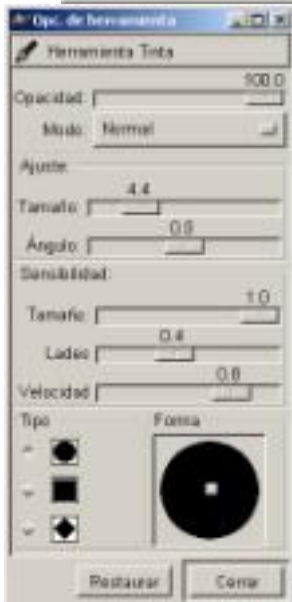 Opc. de herramienta
Herramienta Tinta
100.0
Opacidad:
Modo: Normal
Ajuste
4.4
Tamaño:
0.0
Ángulo:
Sensibilidad
1.0
Tamaño:
0.4
Lades
0.8
Velocidad
Tipo Forma
Restaurar Cerrar